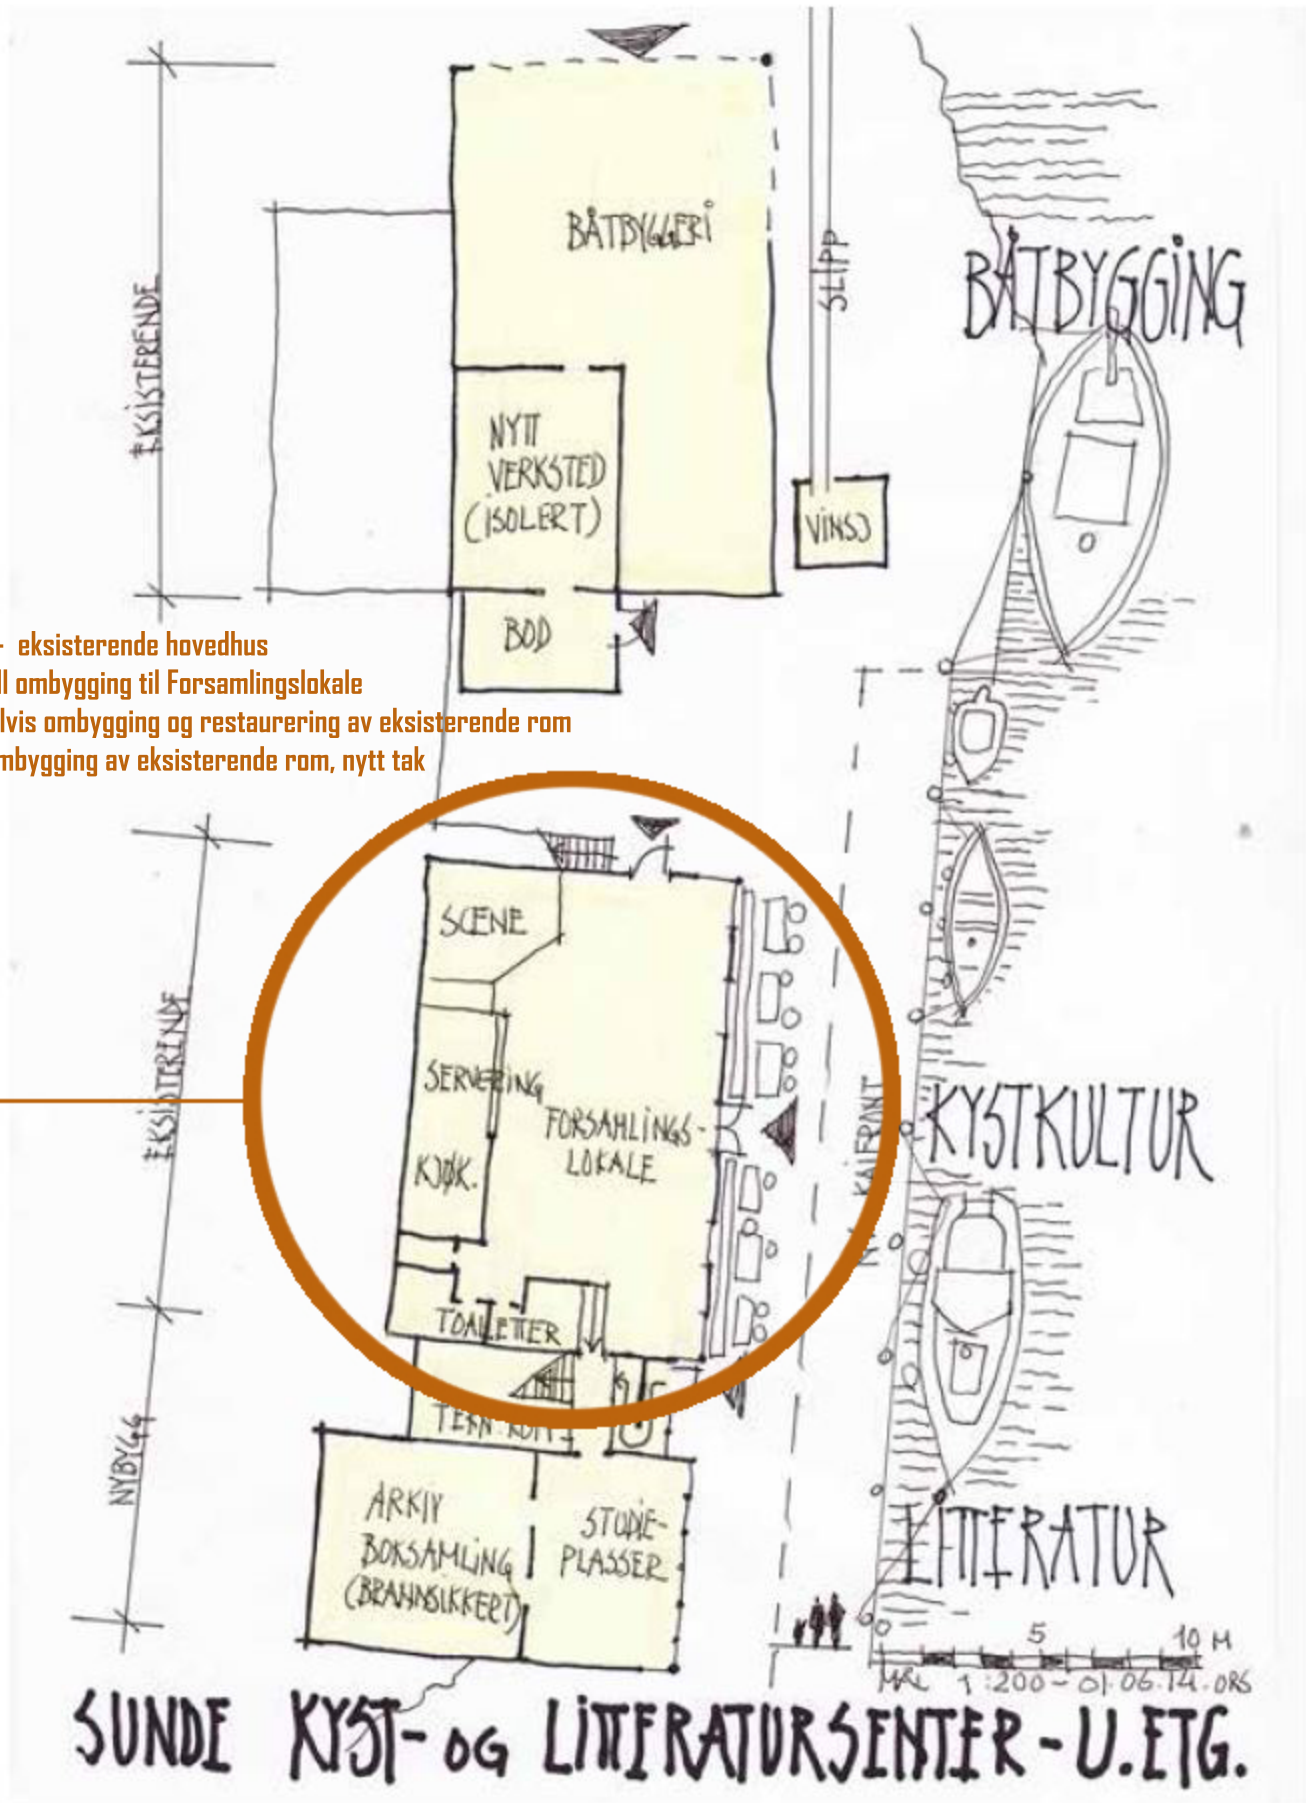 BÅTBYGGERI
SLIPP
BÅTBYGGING
EKSISTERENDE
NYTT
VERKSTED
(ISOLERT)
VINSJ
BOD
- eksisterende hovedhus
ombygging til Forsamlingslokale
ombygging og restaurering av eksisterende rom
av eksisterende rom, nytt tak
SCENE
EKSISTERENDE
SERVERING
FORSAMLINGS-
LOKALE
KJØK.
KAIFRONT
KYSTKULTUR
TOALETTER
TEKN. ROM
NYBYGG
ARKIV
BOKSAMLING
(BRANNSIKKERT)
STUDIE-
PLASSER
LITTERATUR
5 10 M
1:200 - 01.06.14.
SUNDE KYST- OG LITTERATURSENTER - U.ETG.